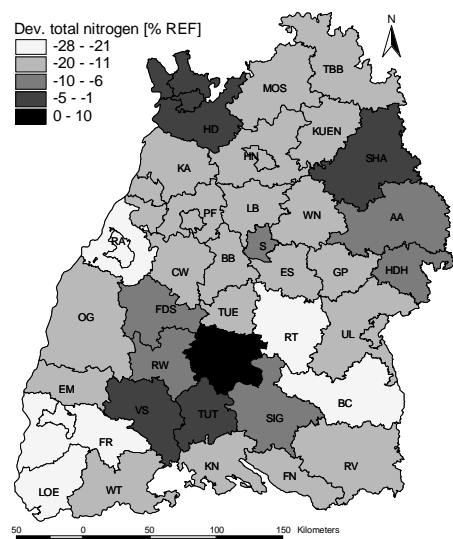 Dev. total nitrogen [% REF]
-28 - -21
-20 - -11
-10 - -6
-5 - -1
0 - 10
N
TBB
MOS
HD
KUEN
HN
SHA
KA
PF
LB
WN
AA
RA
S
CW
BB
ES
GP
HDH
OG
FDS
TUE
RT
UL
RW
EM
VS
TUT
SIG
BC
FR
KN
FN
RV
LOE
WT
50 0 50 100 150 Kilometers